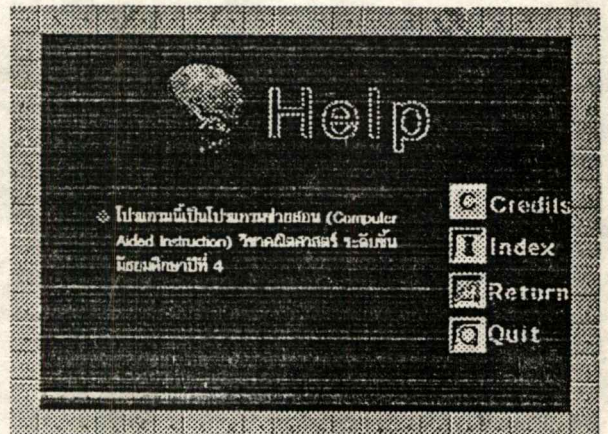 Help
โปรแกรมนี้เป็นโปรแกรมช่วยสอน (Computer
Aided Instruction) วิชาคณิตศาสตร์ ระดับชั้น
มัธยมศึกษาปีที่ 4
C Credits
I Index
Return
Q Quit